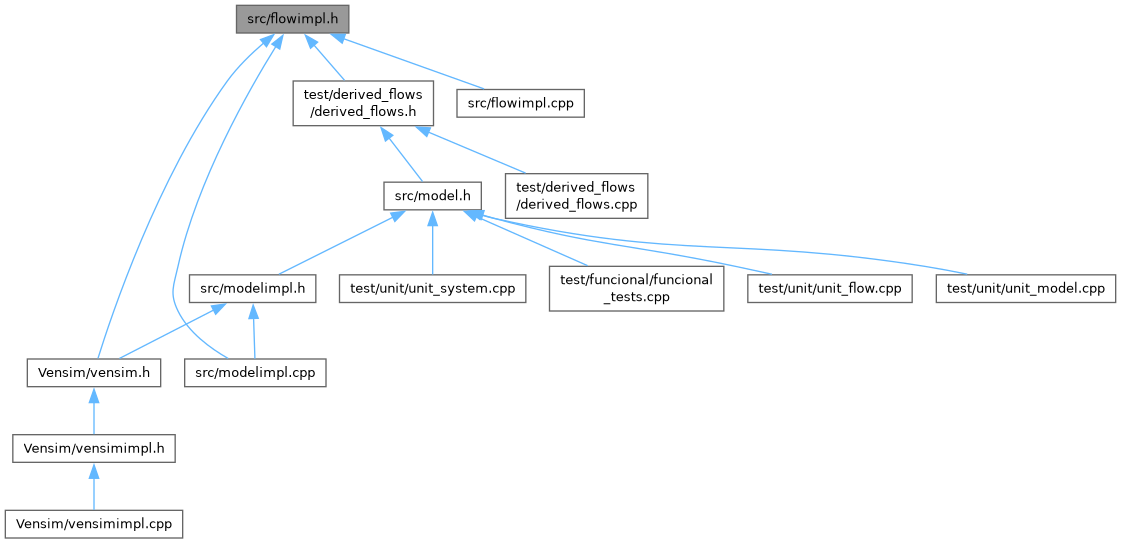 src/flowimpl.h
test/derived_flows
/derived_flows.h
src/flowimpl.cpp
test/derived_flows
/derived_flows.cpp
src/model.h
src/modelimpl.h
test/unit/unit_system.cpp
test/funcional/funcional
_tests.cpp
test/unit/unit_flow.cpp
test/unit/unit_model.cpp
Vensim/vensim.h
src/modelimpl.cpp
Vensim/vensimimpl.h
Vensim/vensimimpl.cpp